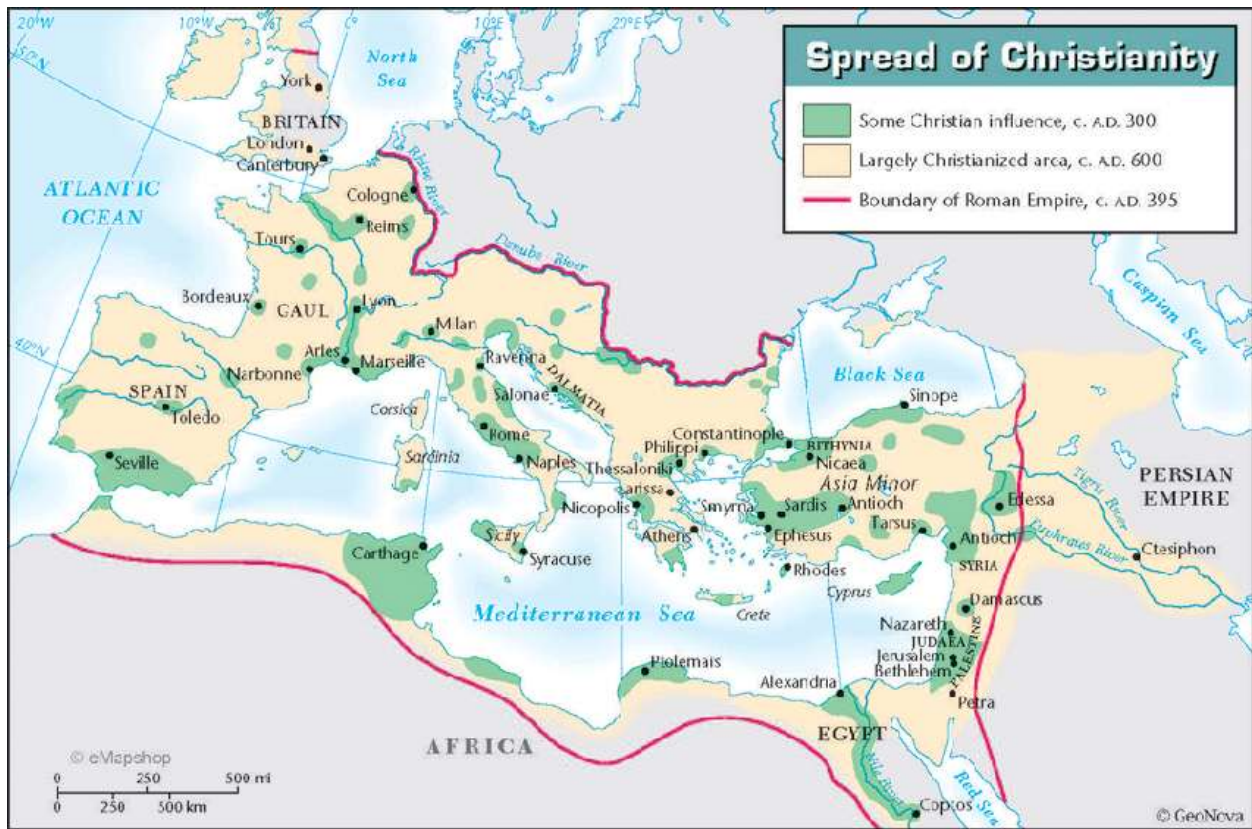 20°W
10°W
0°
10°E
20°E
50°N
40°N
Spread of Christianity
Some Christian influence, c. A.D. 300
Largely Christianized area, c. A.D. 600
Boundary of Roman Empire, c. A.D. 395
North
Sea
York
BRITAIN
London
Canterbury
ATLANTIC
OCEAN
Rhine River
Cologne
Reims
Tours
Danube River
Caspian Sea
Bordeaux
GAUL
Lyon
Milan
Arles
Marseille
Ravenna
Black Sea
Narbonne
SPAIN
Toledo
Salonae
DALMATIA
Corsica
Sinope
Rome
Constantinople
BITHYNIA
Philippi
Nicaea
Seville
Sardinia
Naples
Thessaloniki
Asia Minor
PERSIAN
EMPIRE
Tigris River
Larissa
Nicopolis
Smyrna
Sardis
Antioch
Edessa
Sicily
Athens
Ephesus
Tarsus
Antioch
Euphrates River
Carthage
Syracuse
SYRIA
Ctesiphon
Rhodes
Cyprus
Mediterranean Sea
Crete
Damascus
Nazareth
JUDAEA
Jerusalem
Bethlehem
PALESTINE
Ptolemais
Alexandria
Petra
AFRICA
EGYPT
Nile River
Red Sea
Coptos
© eMapshop
0 250 500 mi
0 250 500 km
© GeoNova